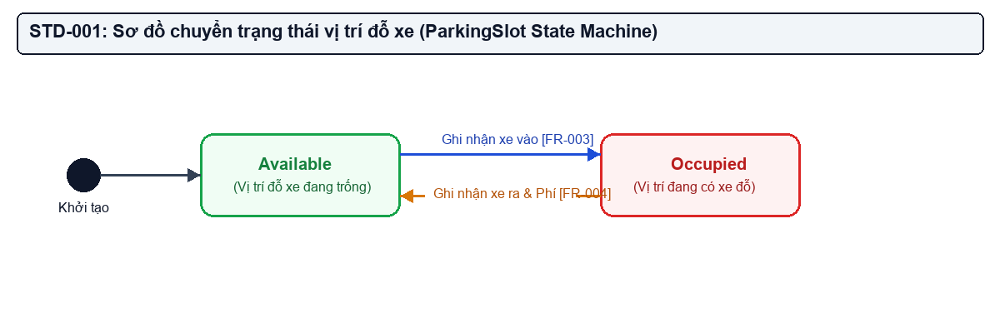 STD-001: Sơ đồ chuyển trạng thái vị trí đỗ xe (ParkingSlot State Machine)
Khởi tạo
Available
(Vị trí đỗ xe đang trống)
Ghi nhận xe vào [FR-003]
Ghi nhận xe ra & Phí [FR-004]
Occupied
(Vị trí đang có xe đỗ)